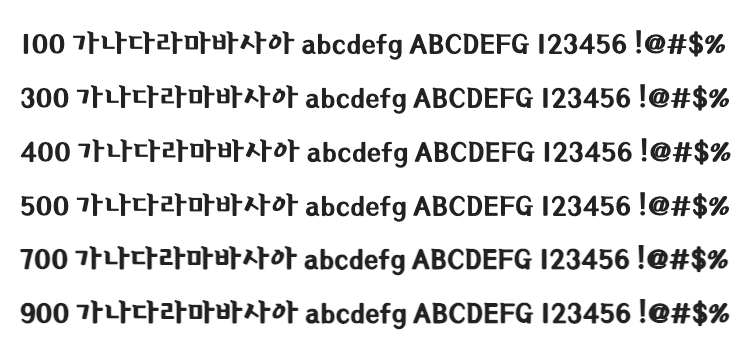 100 가나다라마바사아 abcdefg ABCDEFG 123456 !@#$%
300 가나다라마바사아 abcdefg ABCDEFG 123456 !@#$%
400 가나다라마바사아 abcdefg ABCDEFG 123456 !@#$%
500 가나다라마바사아 abcdefg ABCDEFG 123456 !@#$%
700 가나다라마바사아 abcdefg ABCDEFG 123456 !@#$%
900 가나다라마바사아 abcdefg ABCDEFG 123456 !@#$%